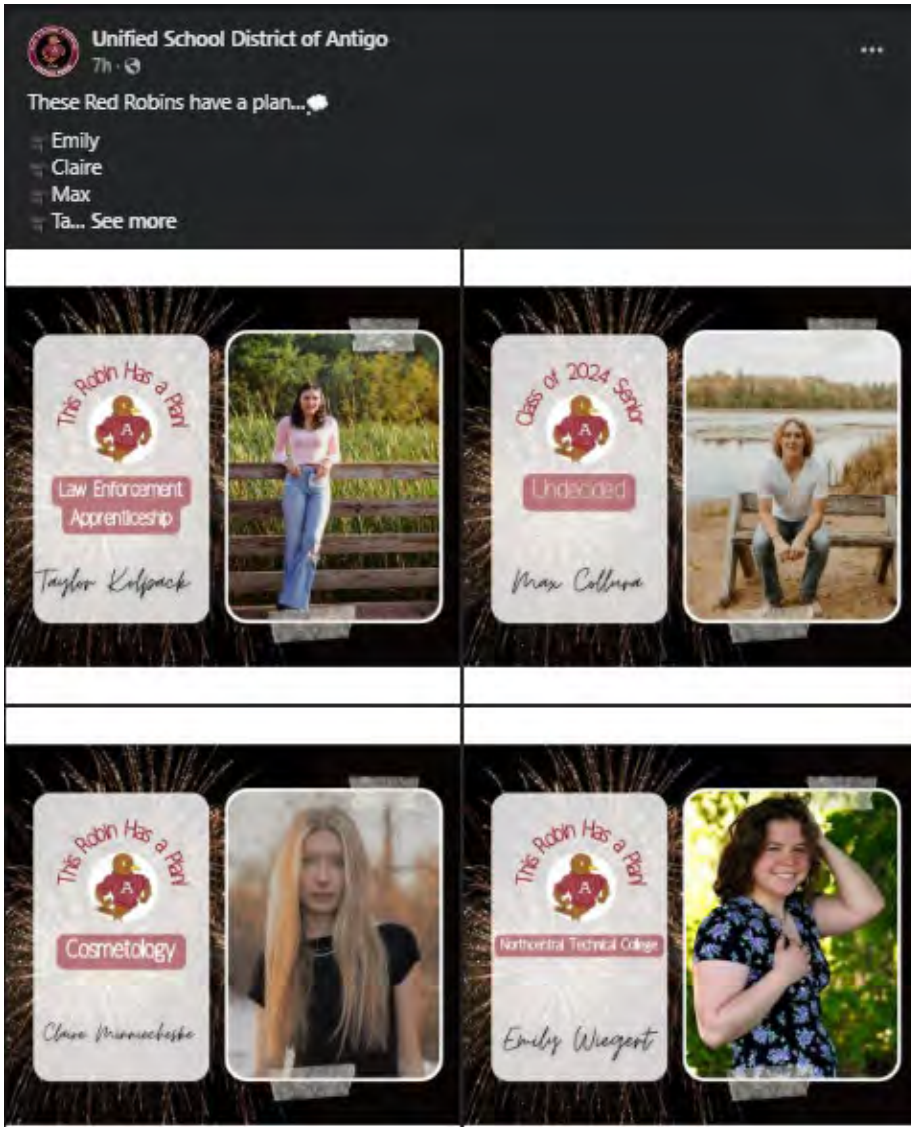 Unified School District of Antigo
7h
These Red Robins have a plan...
Emily
Claire
Max
Ta... See more
This Robin Has a Plan!
A
Law Enforcement
Apprenticeship
Taylor Kolpack
Class of 2024 Senior
A
Undecided
Max Collura
This Robin Has a Plan!
A
Cosmetology
Claire Minniecheske
This Robin Has a Plan!
A
Northcentral Technical College
Emily Wiegert